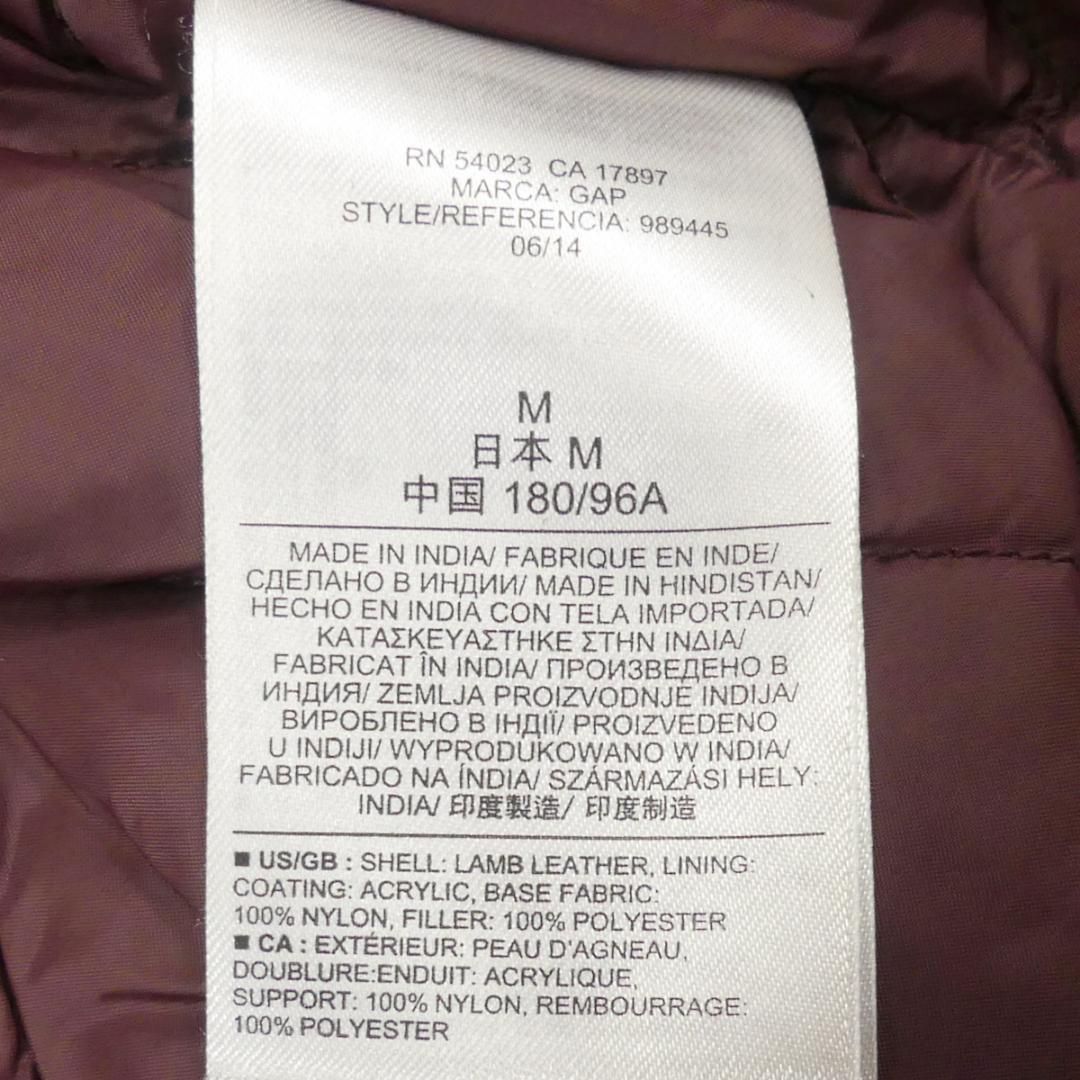 RN 54023 CA 17897
MARCA: GAP
STYLE/REFERENCIA: 989445
06/14
M
日本 M
中国 180/96A
MADE IN INDIA/ FABRIQUE EN INDE/
СДЕЛАНО В ИНДИИ/ MADE IN HINDISTAN/
HECHO EN INDIA CON TELA IMPORTADA/
ΚΑΤΑΣΚΕΥΑΣΤΗΚΕ ΣΤΗΝ ΙΝΔΙΑ/
FABRICAT ÎN INDIA/ ПРОИЗВЕДЕНО В
ИНДИЯ/ ZEMLJA PROIZVODNJE INDIJA/
ВИРОБЛЕНО В ІНДІЇ/ PROIZVEDENO
U INDIJI/ WYPRODUKOWANO W INDIA/
FABRICADO NA ÍNDIA/ SZÁRMAZÁSI HELY:
INDIA/ 印度製造/ 印度制造
■ US/GB : SHELL: LAMB LEATHER, LINING:
COATING: ACRYLIC, BASE FABRIC:
100% NYLON, FILLER: 100% POLYESTER
■ CA : EXTÉRIEUR: PEAU D'AGNEAU,
DOUBLURE:ENDUIT: ACRYLIQUE,
SUPPORT: 100% NYLON, REMBOURRAGE:
100% POLYESTER